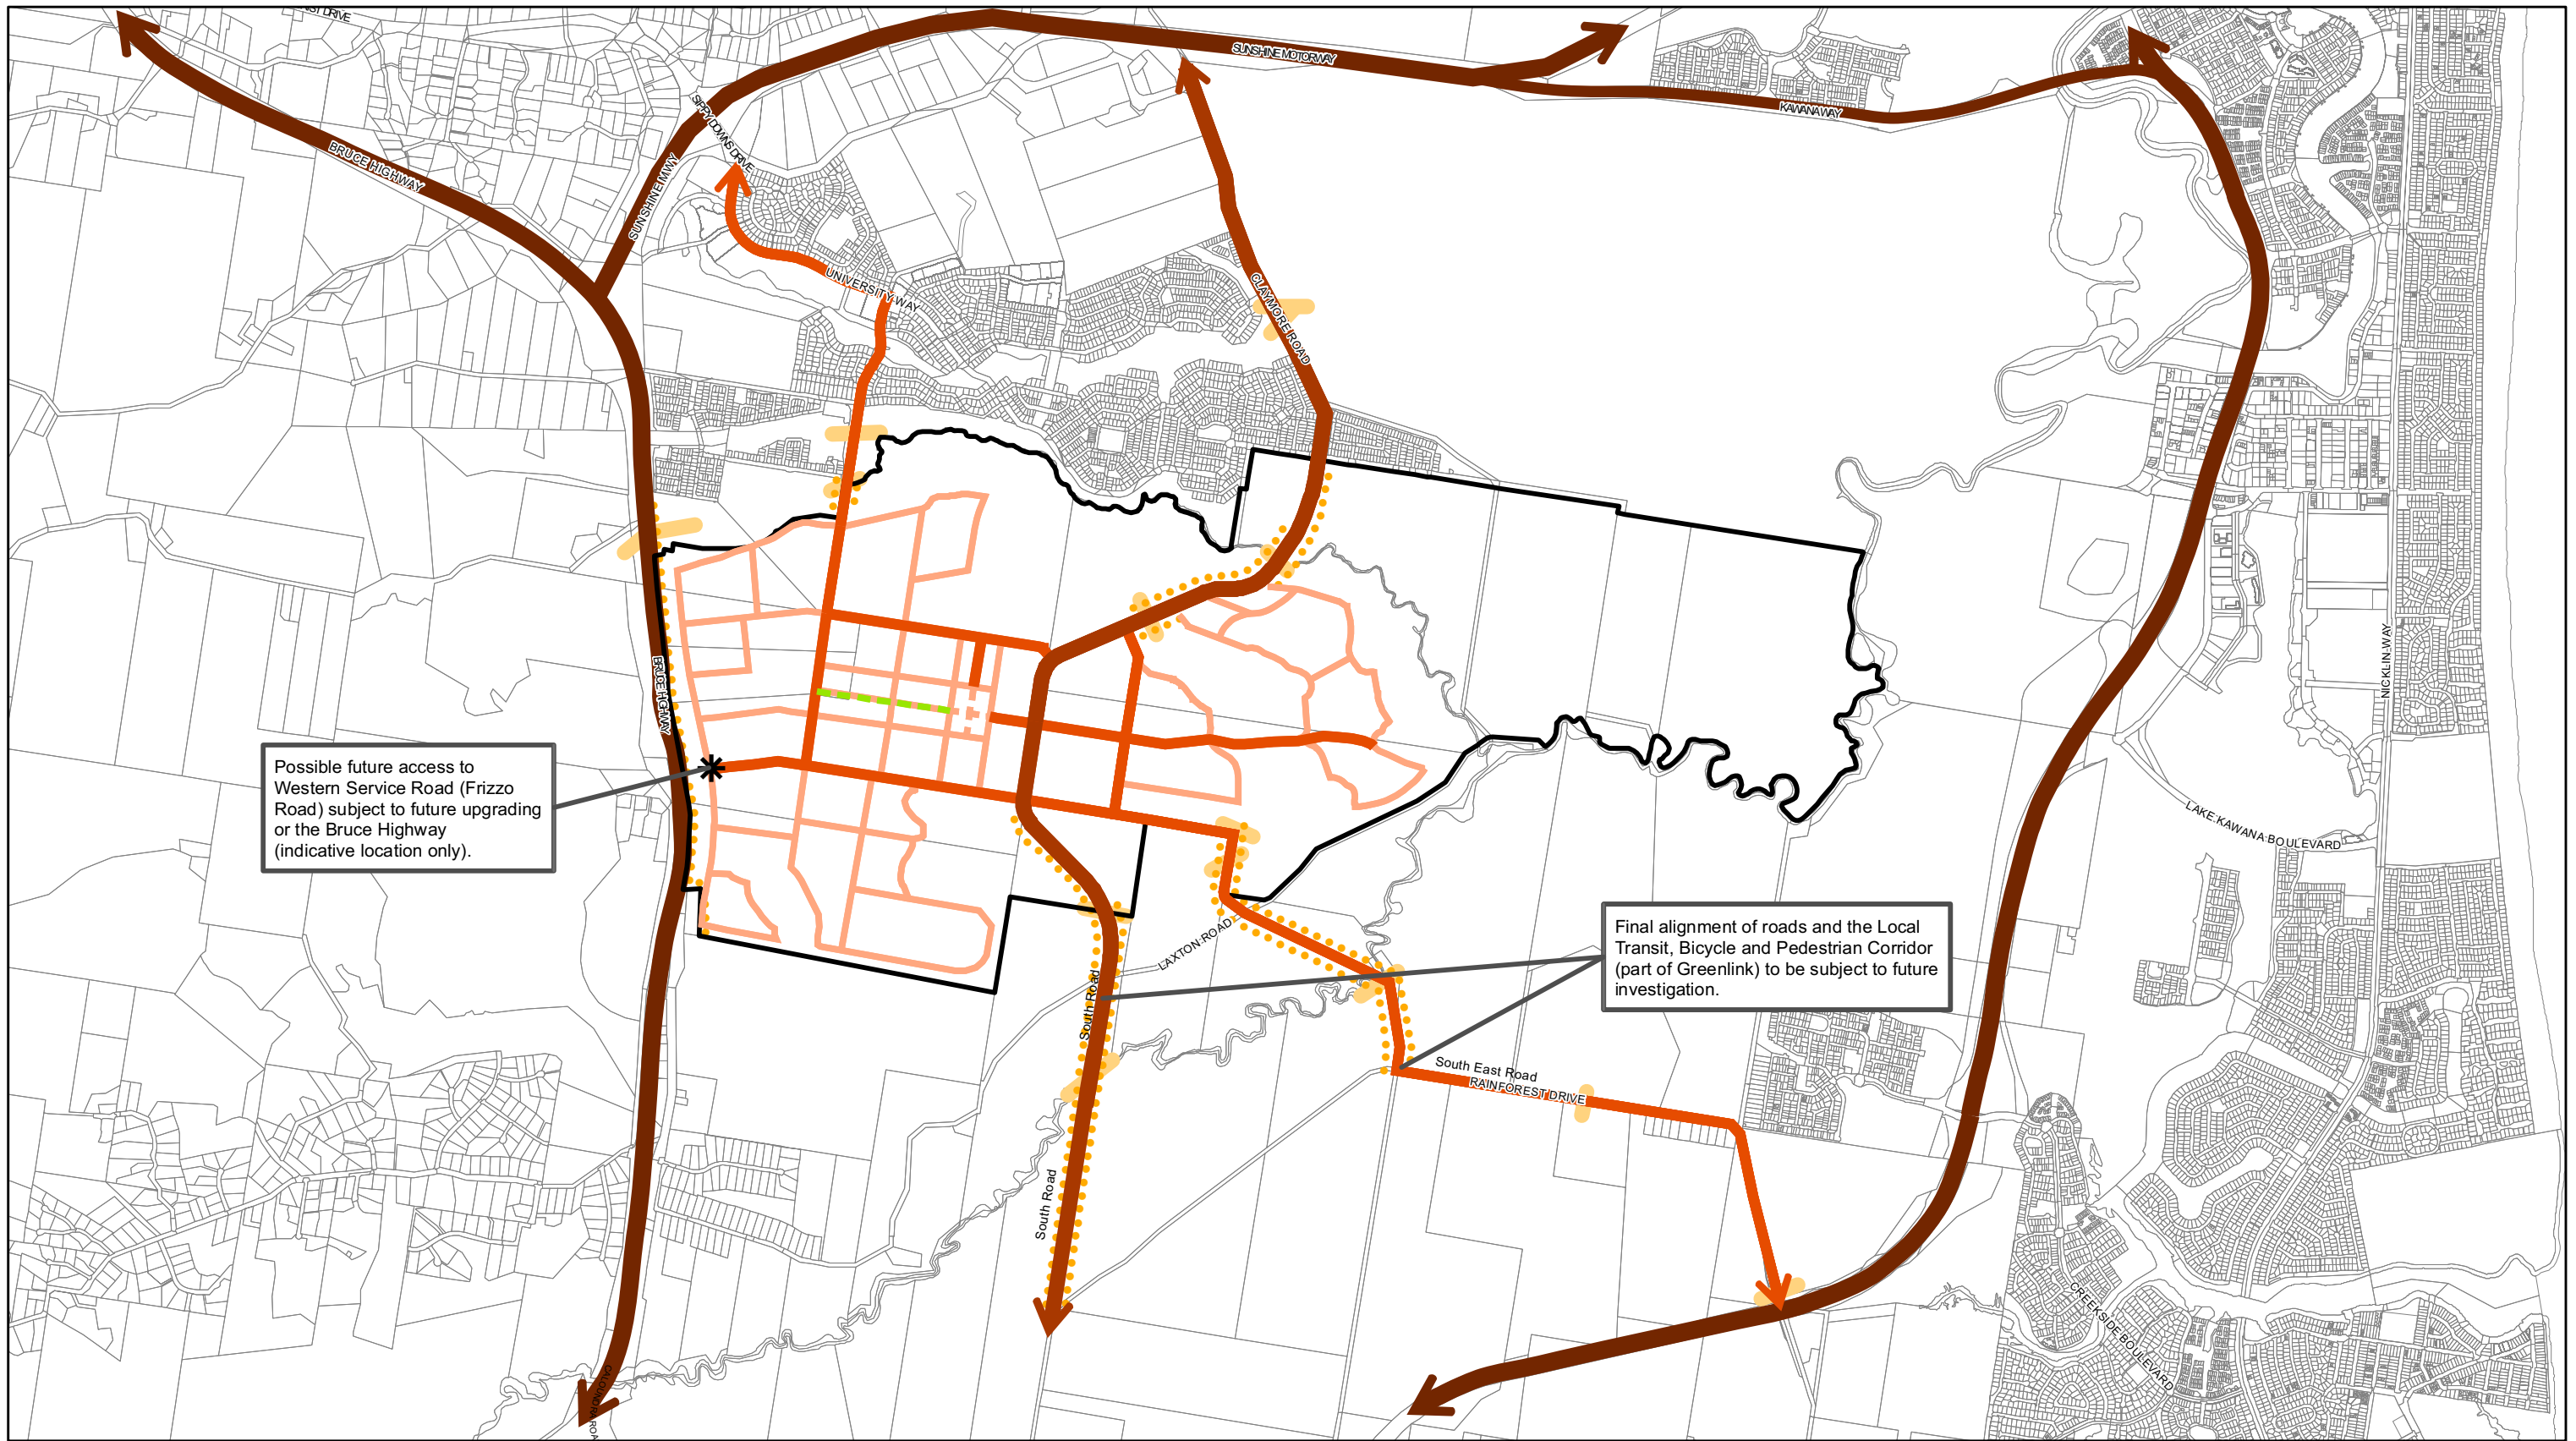 SUNSHINE MOTORWAY
KAWANA WAY
SIPPY DOWNS DRIVE
BRUCE HIGHWAY
SUNSHINE MWY
UNIVERSITY WAY
CLAYMORE ROAD
BRUCE HIGHWAY
NICKLIN WAY
Possible future access to
Western Service Road (Frizzo
Road) subject to future upgrading
or the Bruce Highway
(indicative location only).
LAKE KAWANA BOULEVARD
Final alignment of roads and the Local
Transit, Bicycle and Pedestrian Corridor
(part of Greenlink) to be subject to future
investigation.
LAXTON ROAD
South Road
South East Road
RAINFOREST DRIVE
South Road
CREEKSIDE BOULEVARD